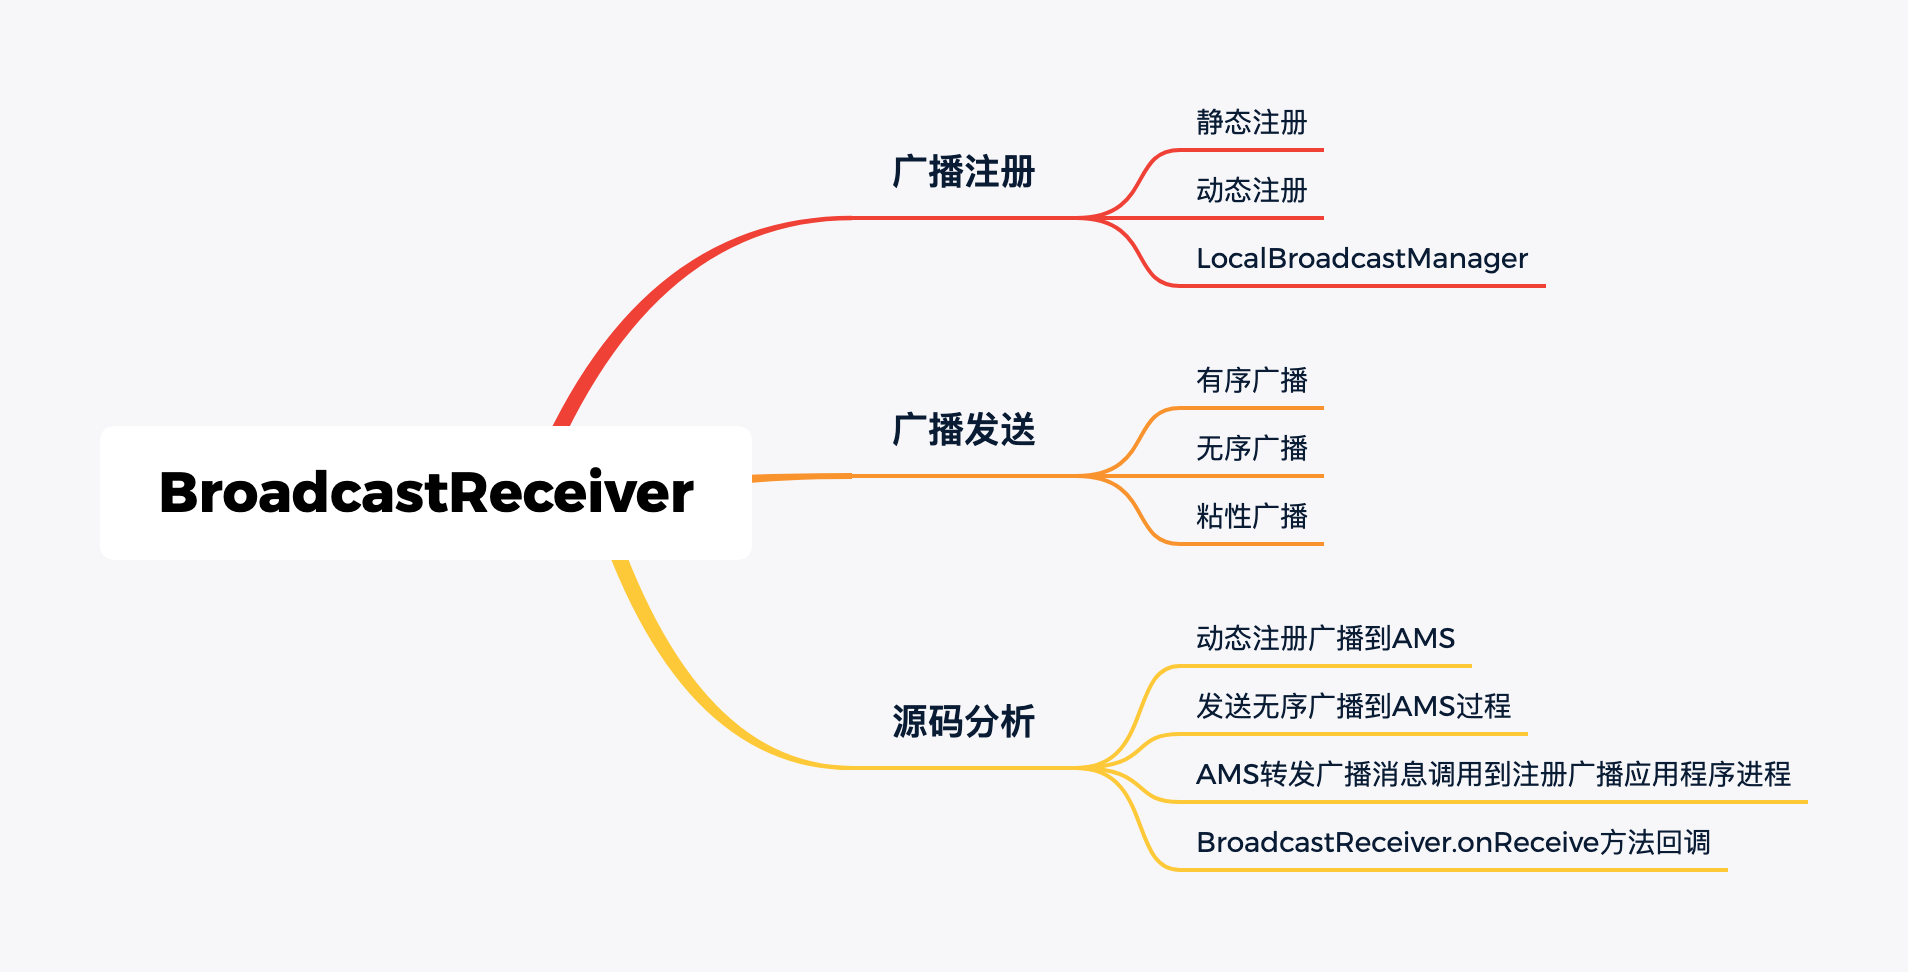 BroadcastReceiver
广播注册
静态注册
动态注册
LocalBroadcastManager
广播发送
有序广播
无序广播
粘性广播
源码分析
动态注册广播到AMS
发送无序广播到AMS过程
AMS转发广播消息调用到注册广播应用程序进程
BroadcastReceiver.onReceive方法回调